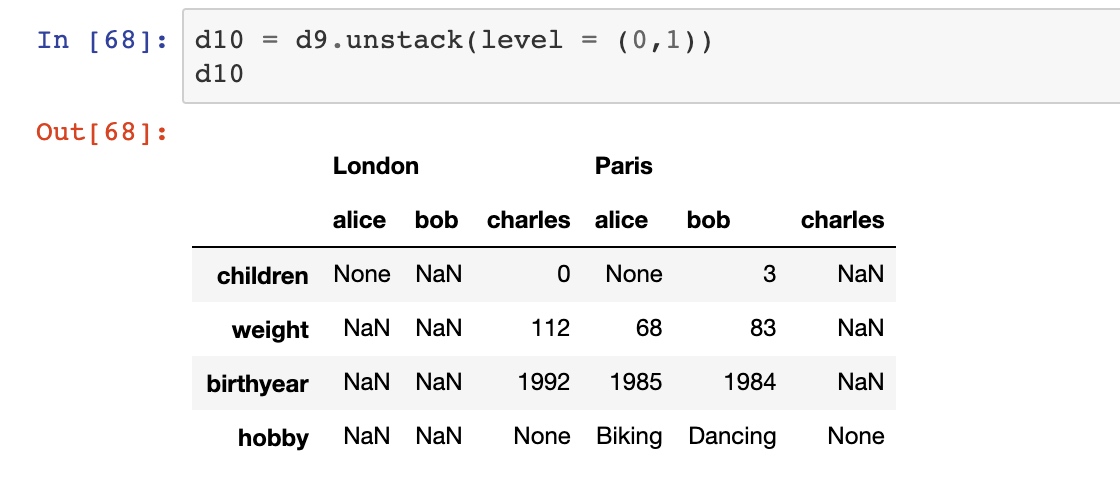 In [68]: d10 = d9.unstack(level = (0,1))
d10
Out[68]:
London Paris
alice bob charles alice bob charles
children None NaN 0 None 3 NaN
weight NaN NaN 112 68 83 NaN
birthyear NaN NaN 1992 1985 1984 NaN
hobby NaN NaN None Biking Dancing None